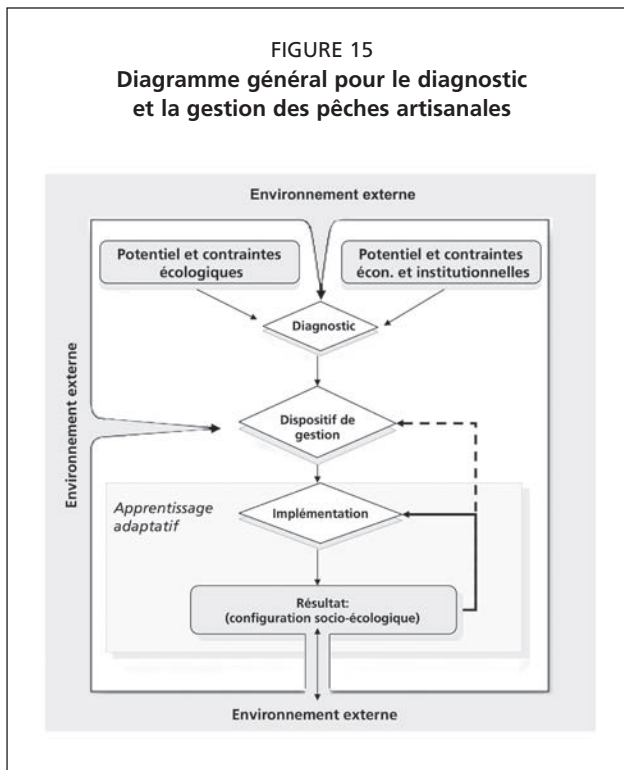 FIGURE 15
Diagramme général pour le diagnostic
et la gestion des pêches artisanales
Environnement externe
Potentiel et contraintes
écologiques
Potentiel et contraintes
écon. et institutionnelles
Diagnostic
Environnement externe
Dispositif de
gestion
Apprentissage
adaptatif
Implémentation
Résultat:
(configuration socio-écologique)
Environnement externe